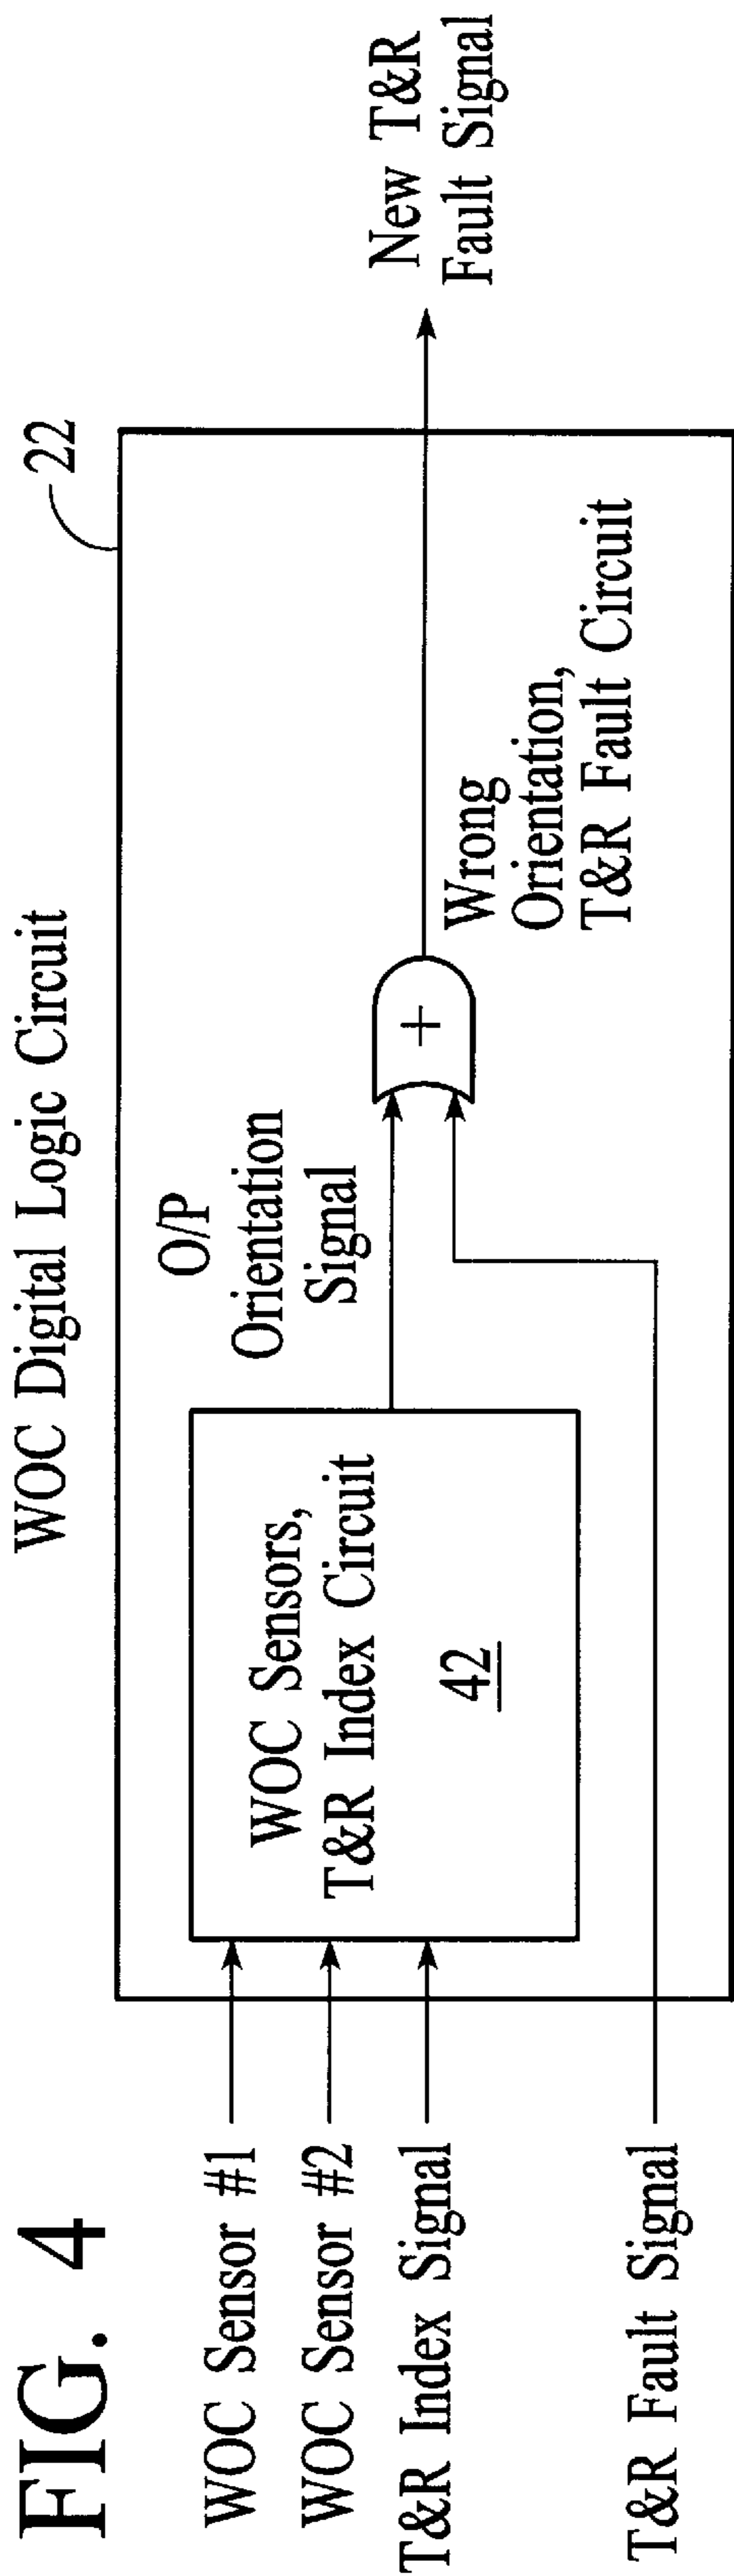 FIG. 4
WOC Digital Logic Circuit
22
WOC Sensor #1
WOC Sensor #2
T&R Index Signal
T&R Fault Signal
WOC Sensors,
T&R Index Circuit
42
O/P
Orientation
Signal
+
Wrong
Orientation,
T&R Fault Circuit
New T&R
Fault Signal